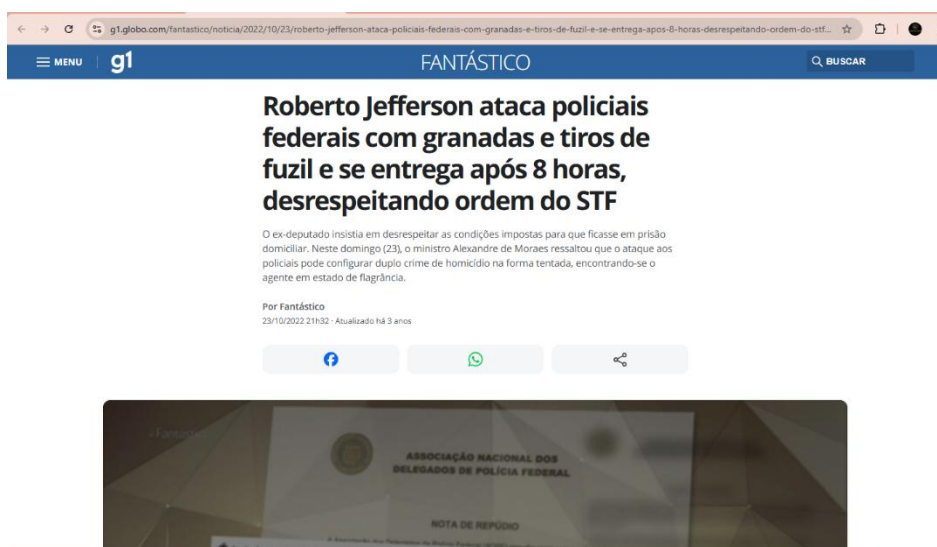 g1.globo.com/fantastico/noticia/2022/10/23/roberto-jefferson-ataca-policiais-federais-com-granadas-e-tiros-de-fuzil-e-se-entrega-apos-8-horas-desrespeitando-ordem-do-stf...
MENU g1 FANTÁSTICO BUSCAR
Roberto Jefferson ataca policiais
federais com granadas e tiros de
fuzil e se entrega após 8 horas,
desrespeitando ordem do STF
O ex-deputado insistia em desrespeitar as condições impostas para que ficasse em prisão
domiciliar. Neste domingo (23), o ministro Alexandre de Moraes ressaltou que o ataque aos
policiais pode configurar duplo crime de homicídio na forma tentada, encontrando-se o
agente em estado de flagrância.
Por Fantástico
23/10/2022 21h32 · Atualizado há 3 anos
ASSOCIAÇÃO NACIONAL DOS
DELEGADOS DE POLÍCIA FEDERAL
NOTA DE REPÚDIO